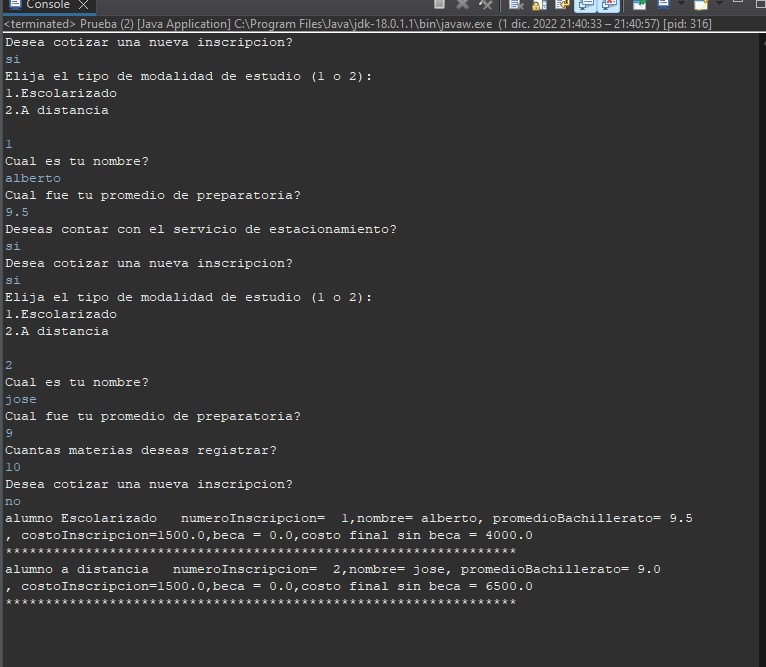 Console
<terminated> Prueba (2) [Java Application] C:\Program Files\Java\jdk-18.0.1.1\bin\javaw.exe (1 dic. 2022 21:40:33 – 21:40:57) [pid: 316]
Desea cotizar una nueva inscripcion?
si
Elija el tipo de modalidad de estudio (1 o 2):
1.Escolarizado
2.A distancia
1
Cual es tu nombre?
alberto
Cual fue tu promedio de preparatoria?
9.5
Deseas contar con el servicio de estacionamiento?
si
Desea cotizar una nueva inscripcion?
si
Elija el tipo de modalidad de estudio (1 o 2):
1.Escolarizado
2.A distancia
2
Cual es tu nombre?
jose
Cual fue tu promedio de preparatoria?
9
Cuantas materias deseas registrar?
10
Desea cotizar una nueva inscripcion?
no
alumno Escolarizado   numeroInscripcion=  1,nombre= alberto, promedioBachillerato= 9.5
, costoInscripcion=1500.0,beca = 0.0,costo final sin beca = 4000.0
****************************************************************
alumno a distancia   numeroInscripcion=  2,nombre= jose, promedioBachillerato= 9.0
, costoInscripcion=1500.0,beca = 0.0,costo final sin beca = 6500.0
****************************************************************